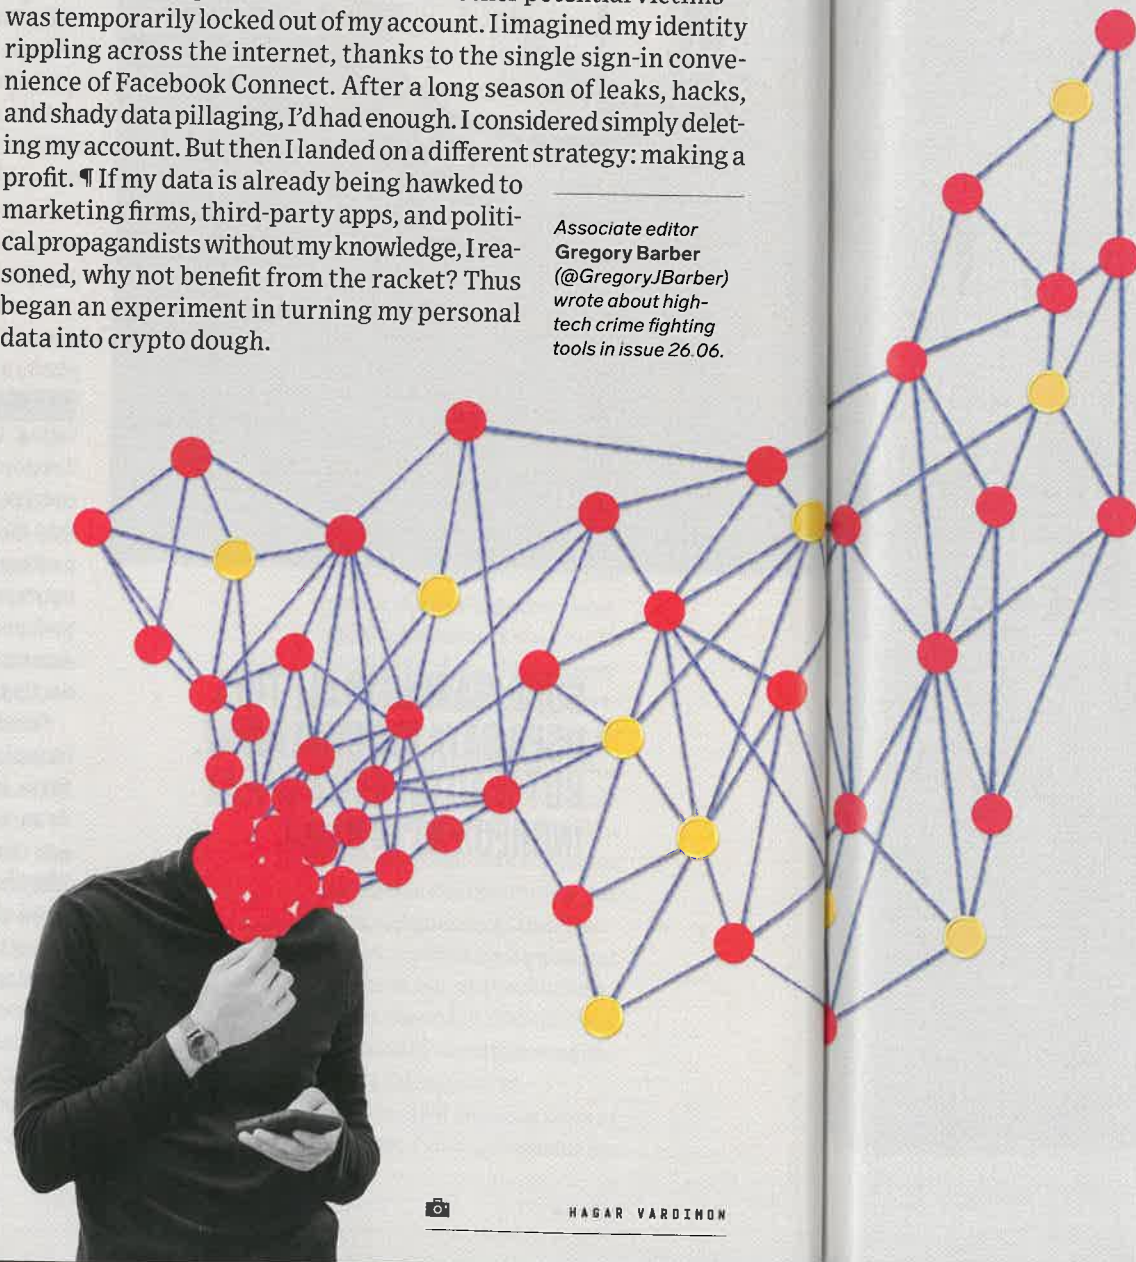 was temporarily locked out of my account. I imagined my identity
rippling across the internet, thanks to the single sign-in conve-
nience of Facebook Connect. After a long season of leaks, hacks,
and shady data pillaging, I’d had enough. I considered simply delet-
ing my account. But then I landed on a different strategy: making a
profit. ¶ If my data is already being hawked to
marketing firms, third-party apps, and politi-
cal propagandists without my knowledge, I rea-
soned, why not benefit from the racket? Thus
began an experiment in turning my personal
data into crypto dough.
Associate editor
Gregory Barber
(@GregoryJBarber)
wrote about high-
tech crime fighting
tools in issue 26.06.
HAGAR VARDIMON